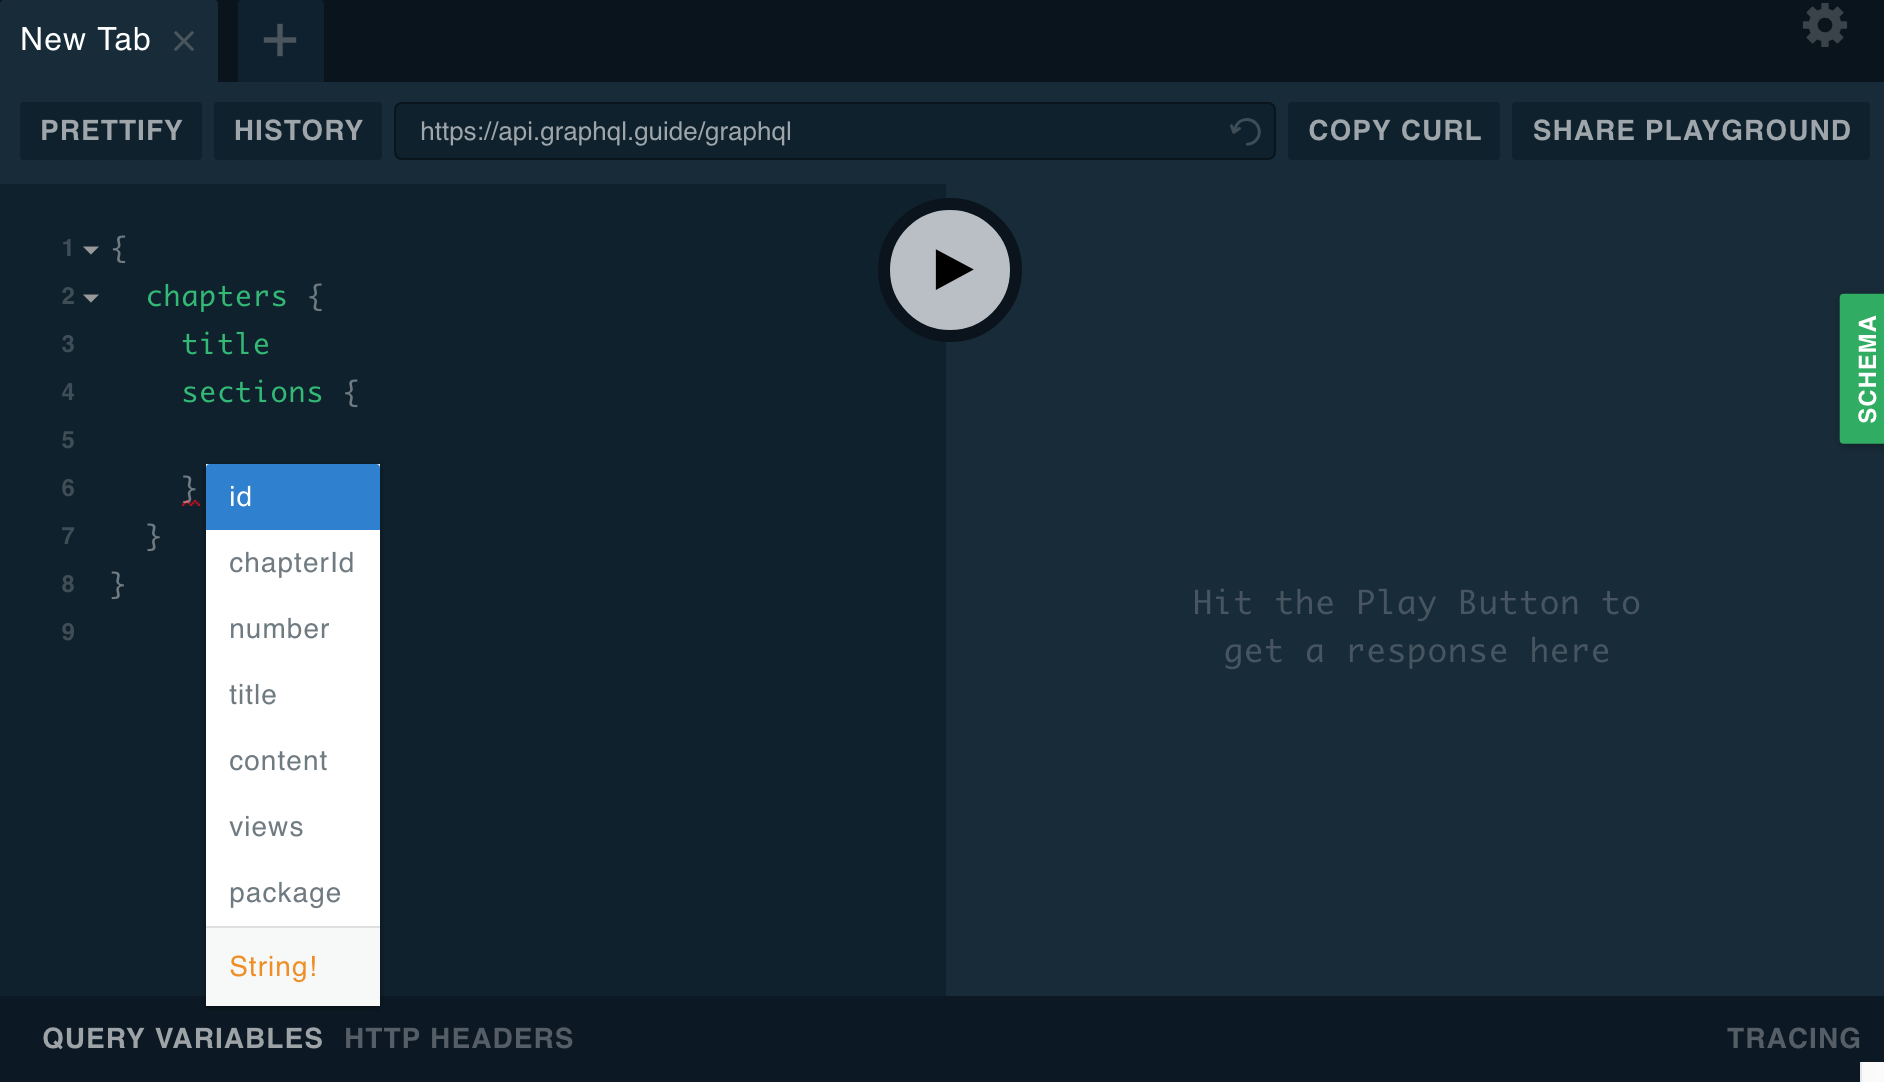 New Tab
PRETTIFY HISTORY https://api.graphql.guide/graphql COPY CURL SHARE PLAYGROUND
1 {
2 chapters {
3 title
4 sections {
5
6 }
7 }
8 }
9
id
chapterId
number
title
content
views
package
String!
Hit the Play Button to
get a response here
SCHEMA
QUERY VARIABLES HTTP HEADERS TRACING